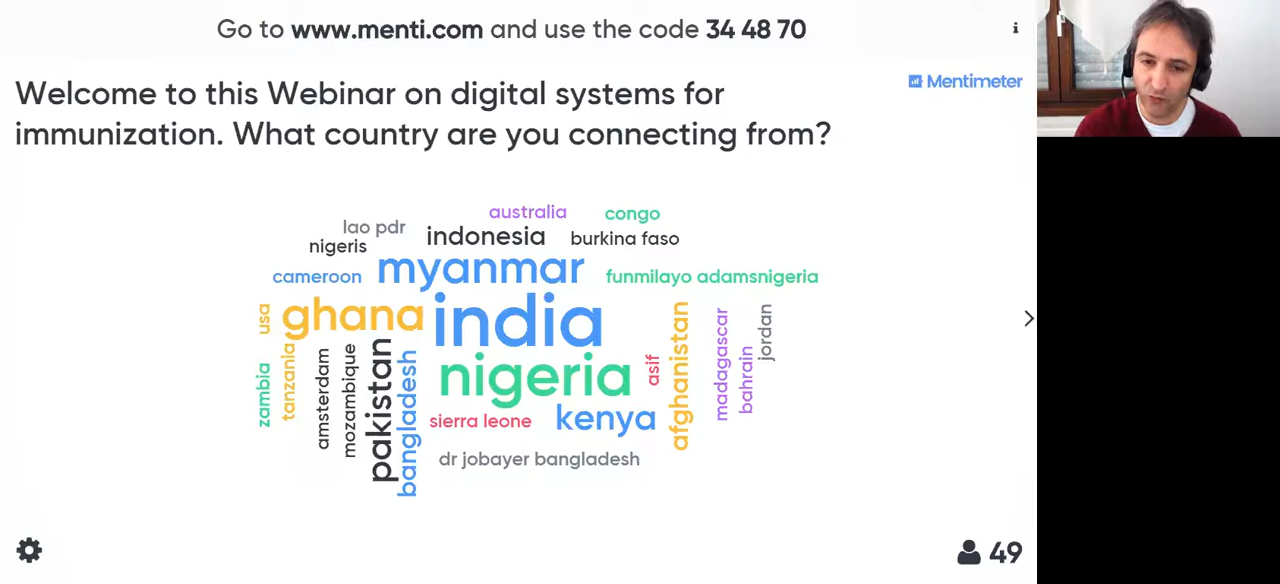 Go to www.menti.com and use the code 34 48 70
i
Mentimeter
Welcome to this Webinar on digital systems for
immunization. What country are you connecting from?
australia
congo
lao pdr
nigeris
indonesia
burkina faso
cameroon
myanmar
funmilayo adamsnigeria
usa
ghana
india
zambia
tanzania
amsterdam
mozambique
pakistan
bangladesh
nigeria
asif
afghanistan
madagascar
bahrain
jordan
sierra leone
kenya
dr jobayer bangladesh
49